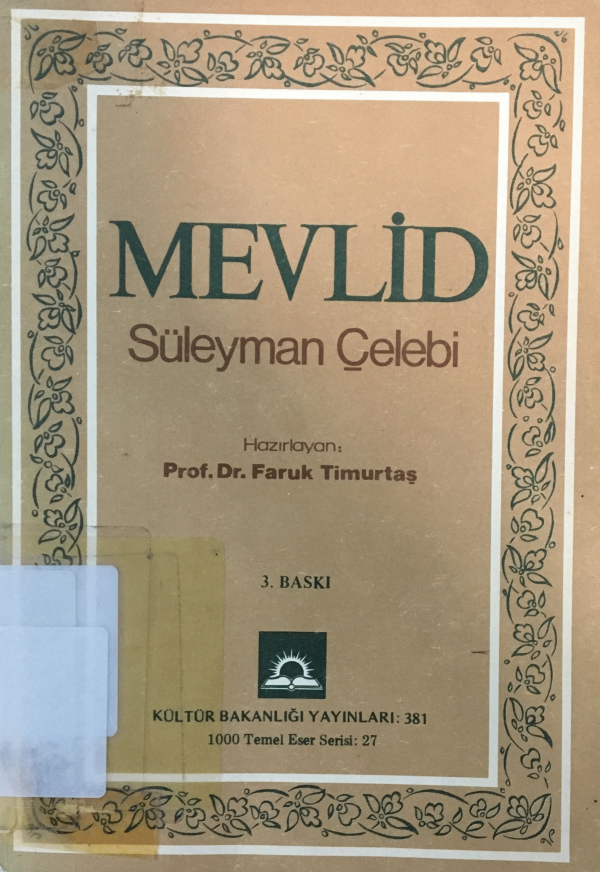 MEVLİD
Süleyman Çelebi
Hazırlayan:
Prof. Dr. Faruk Timurtaş
3. BASKI
KÜLTÜR BAKANLIĞI YAYINLARI: 381
1000 Temel Eser Serisi: 27